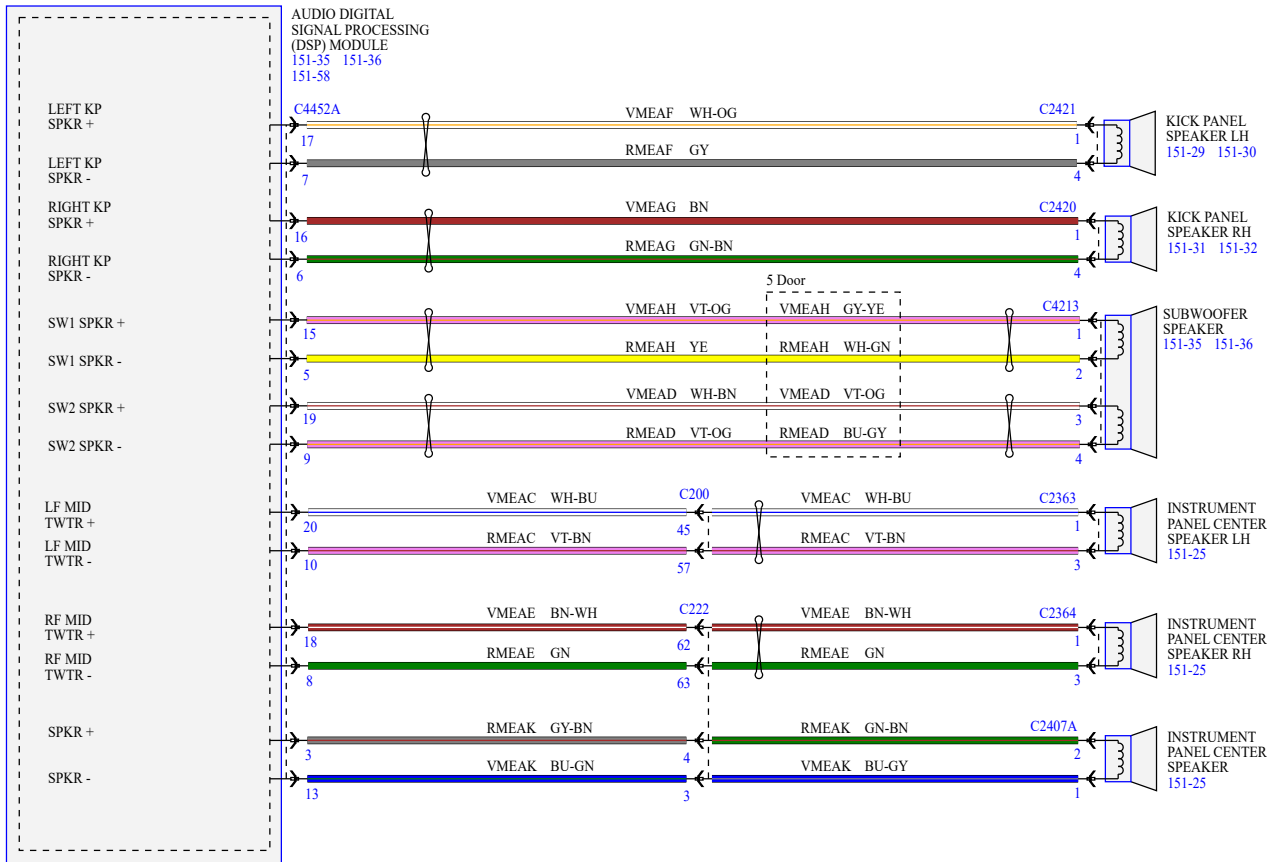 AUDIO DIGITAL
SIGNAL PROCESSING
(DSP) MODULE
151-35 151-36
151-58
LEFT KP
SPKR +
C4452A
17
VMEAF WH-OG
C2421
1
KICK PANEL
SPEAKER LH
151-29 151-30
LEFT KP
SPKR -
7
RMEAF GY
4
RIGHT KP
SPKR +
16
VMEAG BN
C2420
1
KICK PANEL
SPEAKER RH
151-31 151-32
RIGHT KP
SPKR -
6
RMEAG GN-BN
4
5 Door
SW1 SPKR +
15
VMEAH VT-OG
VMEAH GY-YE
C4213
1
SUBWOOFER
SPEAKER
151-35 151-36
SW1 SPKR -
5
RMEAH YE
RMEAH WH-GN
2
SW2 SPKR +
19
VMEAD WH-BN
VMEAD VT-OG
3
SW2 SPKR -
9
RMEAD VT-OG
RMEAD BU-GY
4
LF MID
TWTR +
20
VMEAC WH-BU
C200
45
VMEAC WH-BU
C2363
1
INSTRUMENT
PANEL CENTER
SPEAKER LH
151-25
LF MID
TWTR -
10
RMEAC VT-BN
57
RMEAC VT-BN
3
RF MID
TWTR +
18
VMEAE BN-WH
C222
62
VMEAE BN-WH
C2364
1
INSTRUMENT
PANEL CENTER
SPEAKER RH
151-25
RF MID
TWTR -
8
RMEAE GN
63
RMEAE GN
3
SPKR +
3
RMEAK GY-BN
4
RMEAK GN-BN
C2407A
2
INSTRUMENT
PANEL CENTER
SPEAKER
151-25
SPKR -
13
VMEAK BU-GN
3
VMEAK BU-GY
1